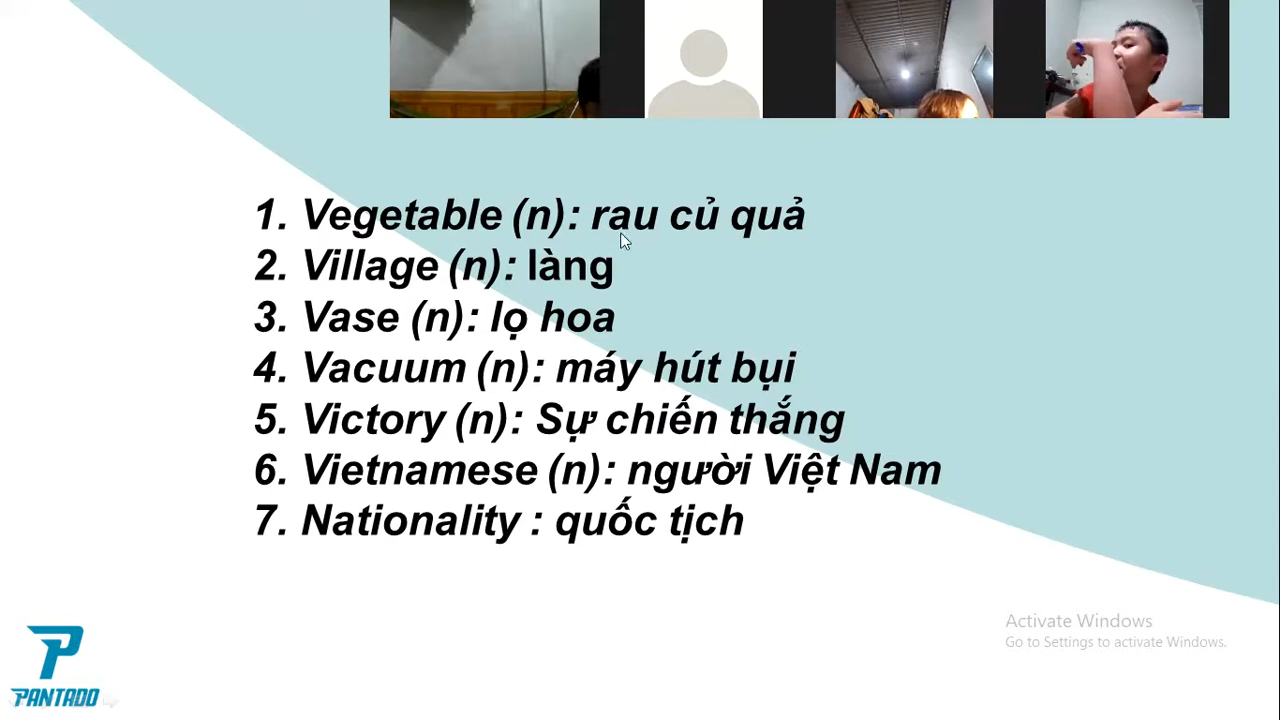 1. Vegetable (n): rau củ quả
2. Village (n): làng
3. Vase (n): lọ hoa
4. Vacuum (n): máy hút bụi
5. Victory (n): Sự chiến thắng
6. Vietnamese (n): người Việt Nam
7. Nationality : quốc tịch
Activate Windows
Go to Settings to activate Windows.
PANTADO